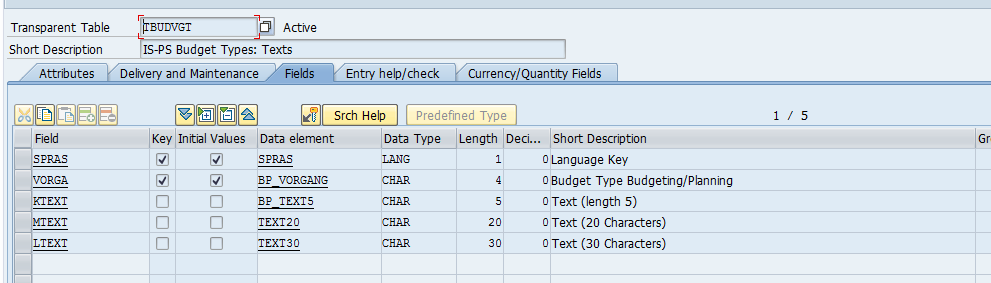 Transparent Table TBUDVGT Active
Short Description IS-PS Budget Types: Texts
Attributes Delivery and Maintenance Fields Entry help/check Currency/Quantity Fields
Srch Help Predefined Type 1 / 5
Field Key Initial Values Data element Data Type Length Deci... Short Description Gr
SPRAS SPRAS LANG 1 0 Language Key
VORGA BP_VORGANG CHAR 4 0 Budget Type Budgeting/Planning
KTEXT BP_TEXT5 CHAR 5 0 Text (length 5)
MTEXT TEXT20 CHAR 20 0 Text (20 Characters)
LTEXT TEXT30 CHAR 30 0 Text (30 Characters)